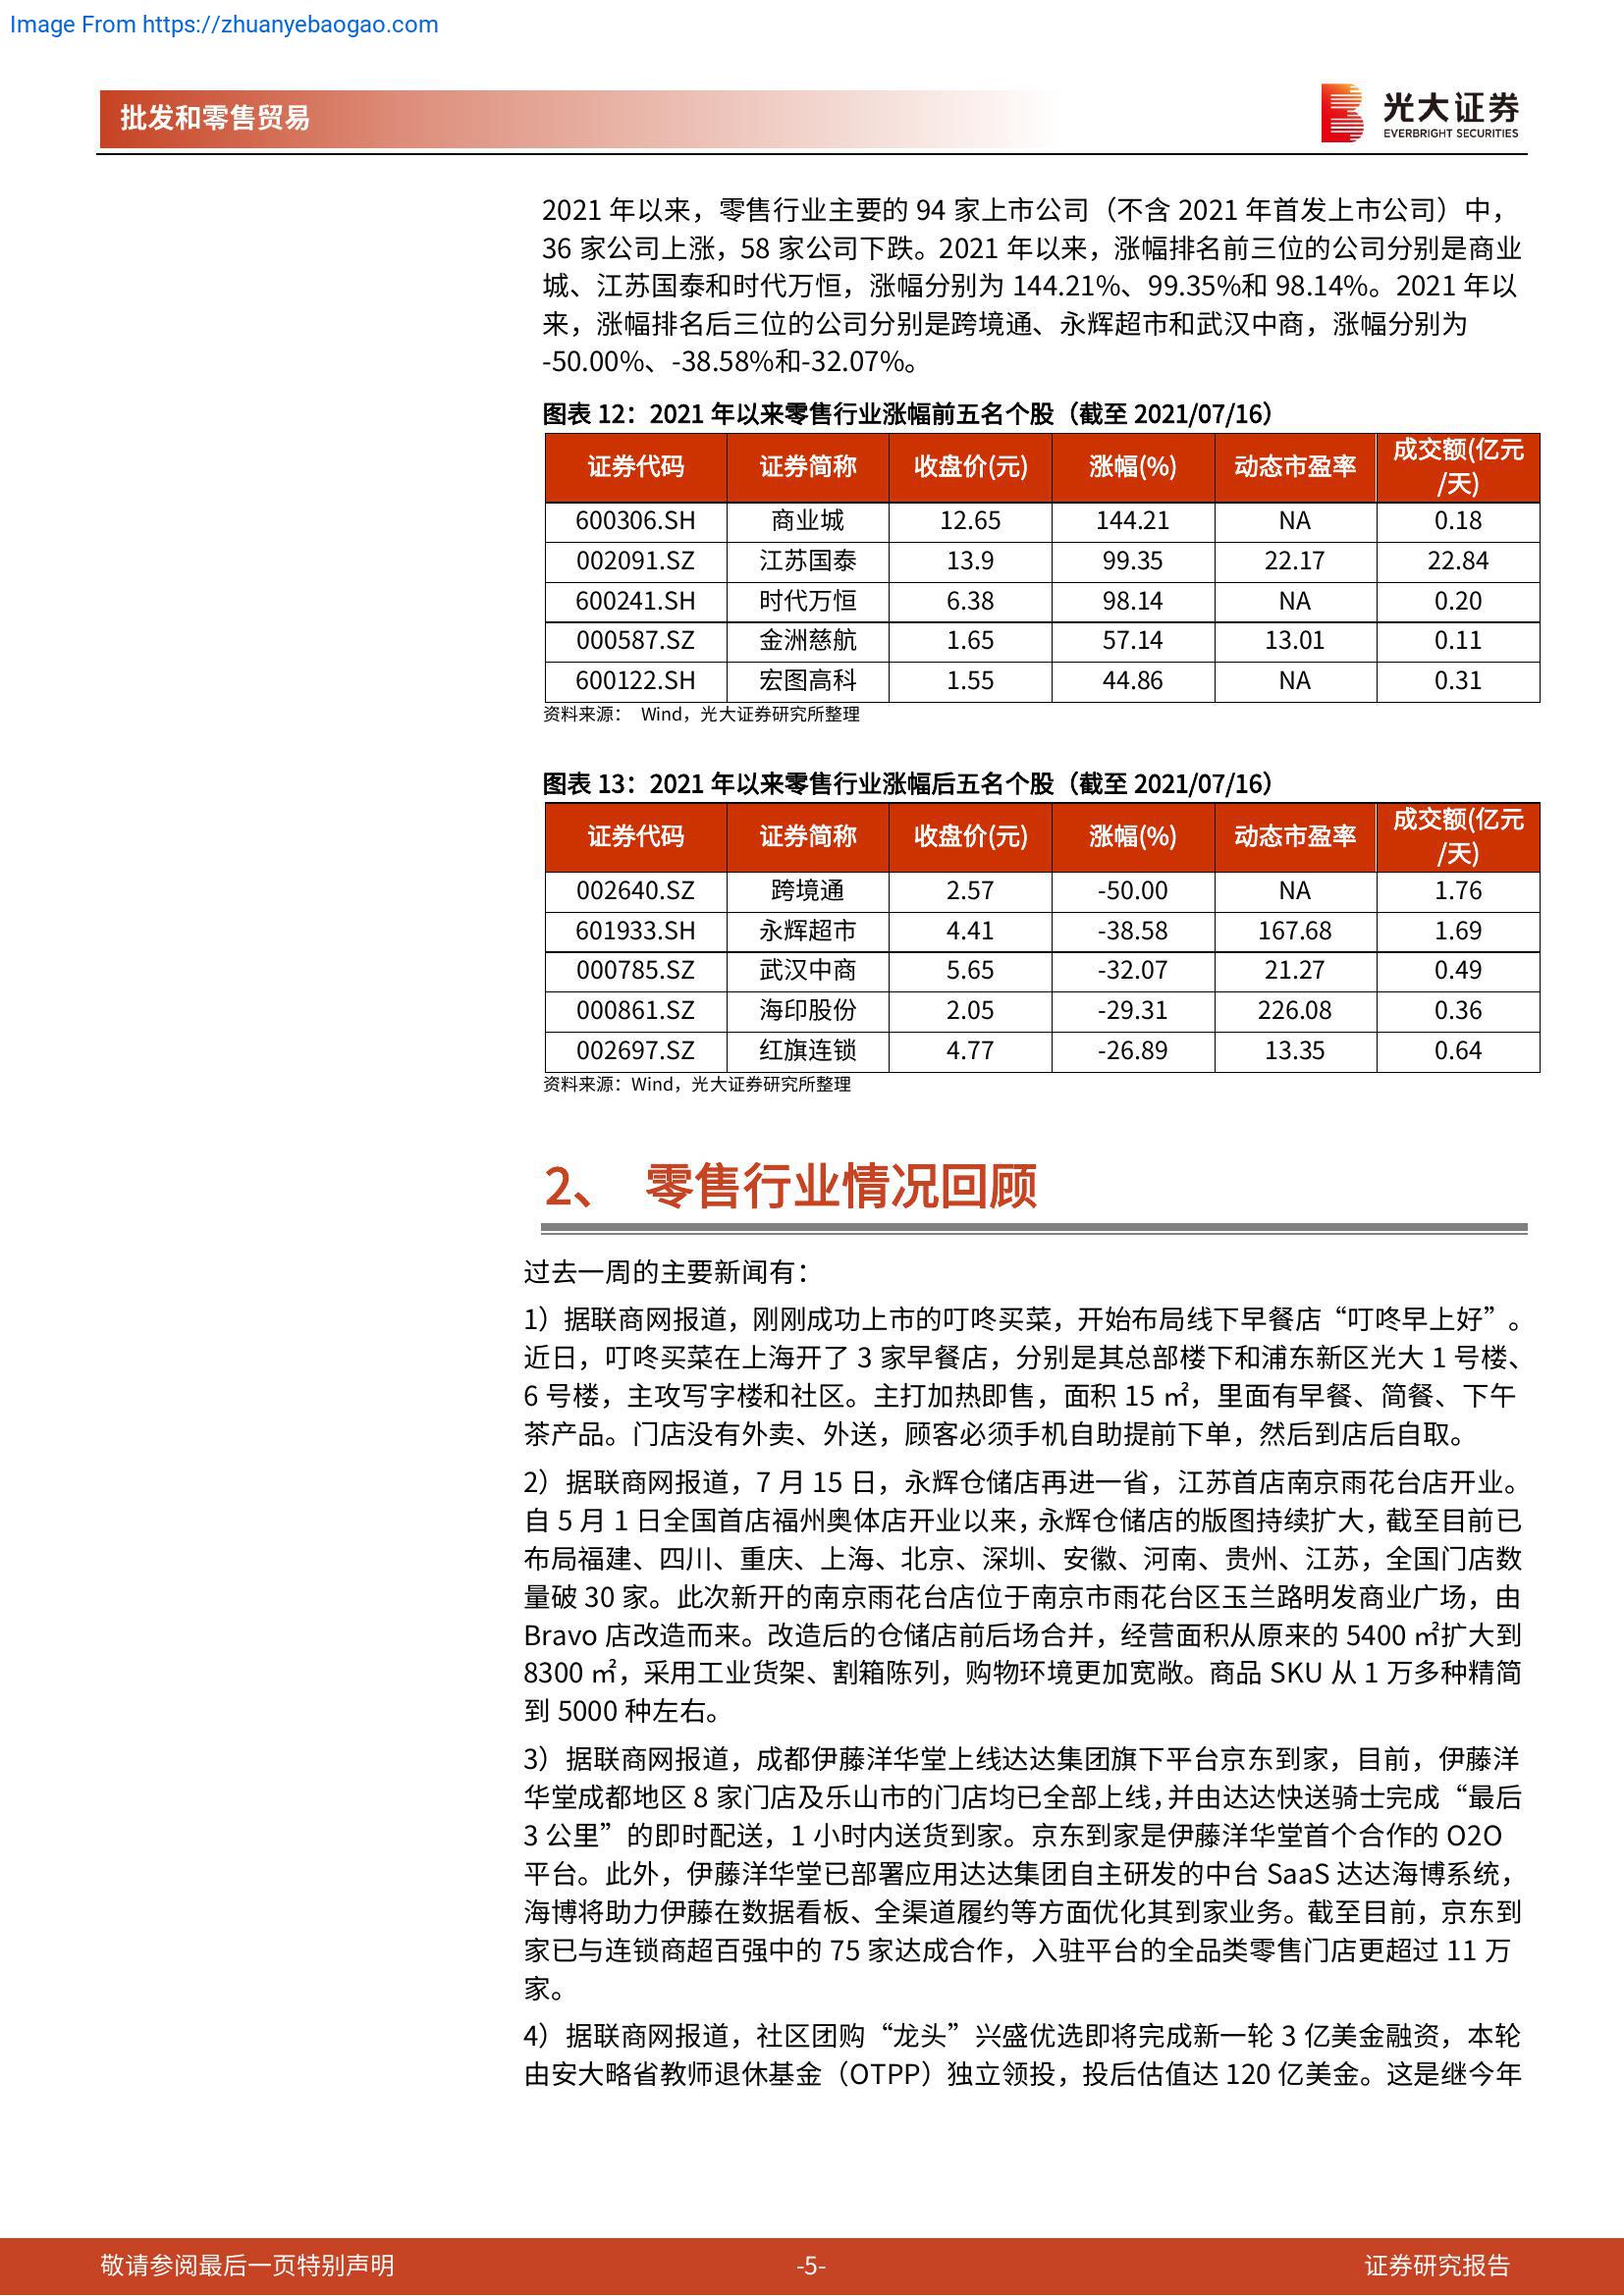 Image From https://zhuanyebaogao.com
批发和零售贸易
光大证券
EVERBRIGHT SECURITIES
2021 年以来，零售行业主要的 94 家上市公司（不含 2021 年首发上市公司）中，
36 家公司上涨，58 家公司下跌。2021 年以来，涨幅排名前三位的公司分别是商业
城、江苏国泰和时代万恒，涨幅分别为 144.21%、99.35%和 98.14%。2021 年以
来，涨幅排名后三位的公司分别是跨境通、永辉超市和武汉中商，涨幅分别为
-50.00%、-38.58%和-32.07%。
图表 12：2021 年以来零售行业涨幅前五名个股（截至 2021/07/16）
证券代码 证券简称 收盘价(元) 涨幅(%) 动态市盈率 成交额(亿元
/天)
600306.SH 商业城 12.65 144.21 NA 0.18
002091.SZ 江苏国泰 13.9 99.35 22.17 22.84
600241.SH 时代万恒 6.38 98.14 NA 0.20
000587.SZ 金洲慈航 1.65 57.14 13.01 0.11
600122.SH 宏图高科 1.55 44.86 NA 0.31
资料来源： Wind，光大证券研究所整理
图表 13：2021 年以来零售行业涨幅后五名个股（截至 2021/07/16）
证券代码 证券简称 收盘价(元) 涨幅(%) 动态市盈率 成交额(亿元
/天)
002640.SZ 跨境通 2.57 -50.00 NA 1.76
601933.SH 永辉超市 4.41 -38.58 167.68 1.69
000785.SZ 武汉中商 5.65 -32.07 21.27 0.49
000861.SZ 海印股份 2.05 -29.31 226.08 0.36
002697.SZ 红旗连锁 4.77 -26.89 13.35 0.64
资料来源：Wind，光大证券研究所整理
2、 零售行业情况回顾
过去一周的主要新闻有：
1）据联商网报道，刚刚成功上市的叮咚买菜，开始布局线下早餐店“叮咚早上好”。
近日，叮咚买菜在上海开了 3 家早餐店，分别是其总部楼下和浦东新区光大 1 号楼、
6 号楼，主攻写字楼和社区。主打加热即售，面积 15 ㎡，里面有早餐、简餐、下午
茶产品。门店没有外卖、外送，顾客必须手机自助提前下单，然后到店后自取。
2）据联商网报道，7 月 15 日，永辉仓储店再进一省，江苏首店南京雨花台店开业。
自 5 月 1 日全国首店福州奥体店开业以来，永辉仓储店的版图持续扩大，截至目前已
布局福建、四川、重庆、上海、北京、深圳、安徽、河南、贵州、江苏，全国门店数
量破 30 家。此次新开的南京雨花台店位于南京市雨花台区玉兰路明发商业广场，由
Bravo 店改造而来。改造后的仓储店前后场合并，经营面积从原来的 5400 ㎡扩大到
8300 ㎡，采用工业货架、割箱陈列，购物环境更加宽敞。商品 SKU 从 1 万多种精简
到 5000 种左右。
3）据联商网报道，成都伊藤洋华堂上线达达集团旗下平台京东到家，目前，伊藤洋
华堂成都地区 8 家门店及乐山市的门店均已全部上线，并由达达快送骑士完成“最后
3 公里”的即时配送，1 小时内送货到家。京东到家是伊藤洋华堂首个合作的 O2O
平台。此外，伊藤洋华堂已部署应用达达集团自主研发的中台 SaaS 达达海博系统，
海博将助力伊藤在数据看板、全渠道履约等方面优化其到家业务。截至目前，京东到
家已与连锁商超百强中的 75 家达成合作，入驻平台的全品类零售门店更超过 11 万
家。
4）据联商网报道，社区团购“龙头”兴盛优选即将完成新一轮 3 亿美金融资，本轮
由安大略省教师退休基金（OTPP）独立领投，投后估值达 120 亿美金。这是继今年
敬请参阅最后一页特别声明 -5- 证券研究报告